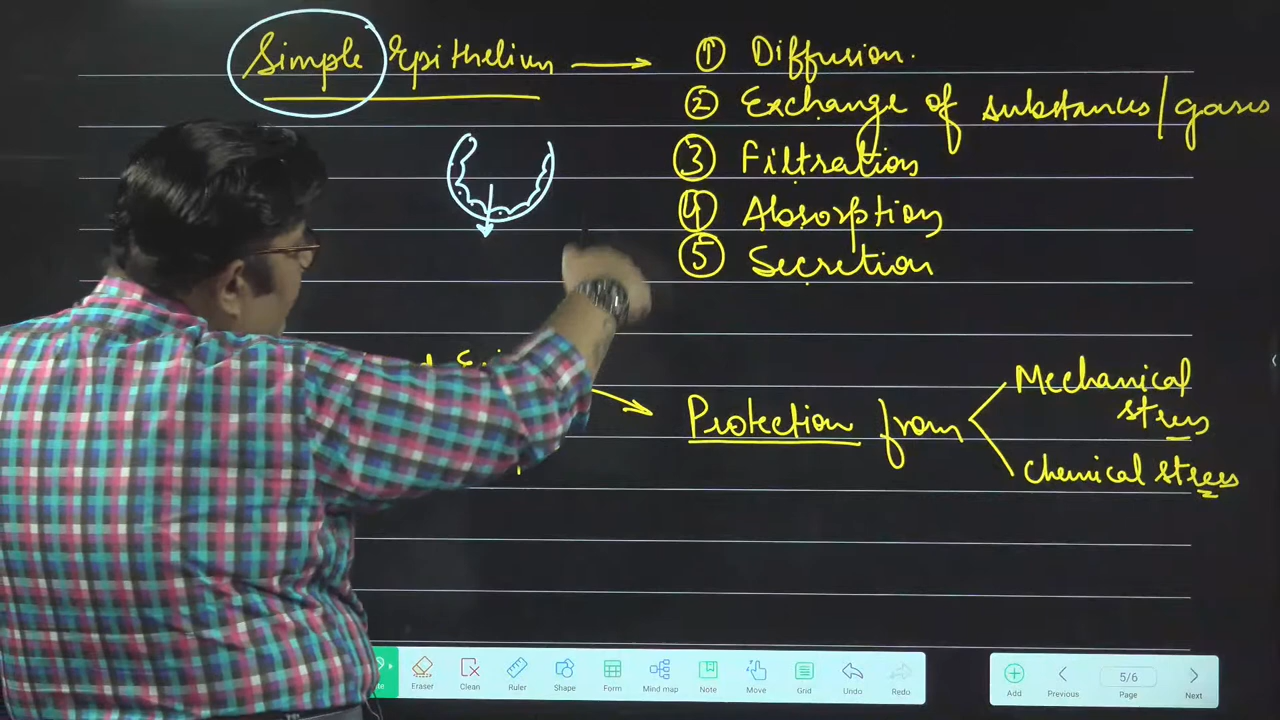 Simple Epithelium → ① Diffusion.
② Exchange of substances/gases
③ Filtration
④ Absorption
⑤ Secretion
Protection from
Mechanical
stress
Chemical stress
Eraser Clean Ruler Shape Form Mind map Note Move Grid Undo Redo
Add Previous 5/6 Page Next